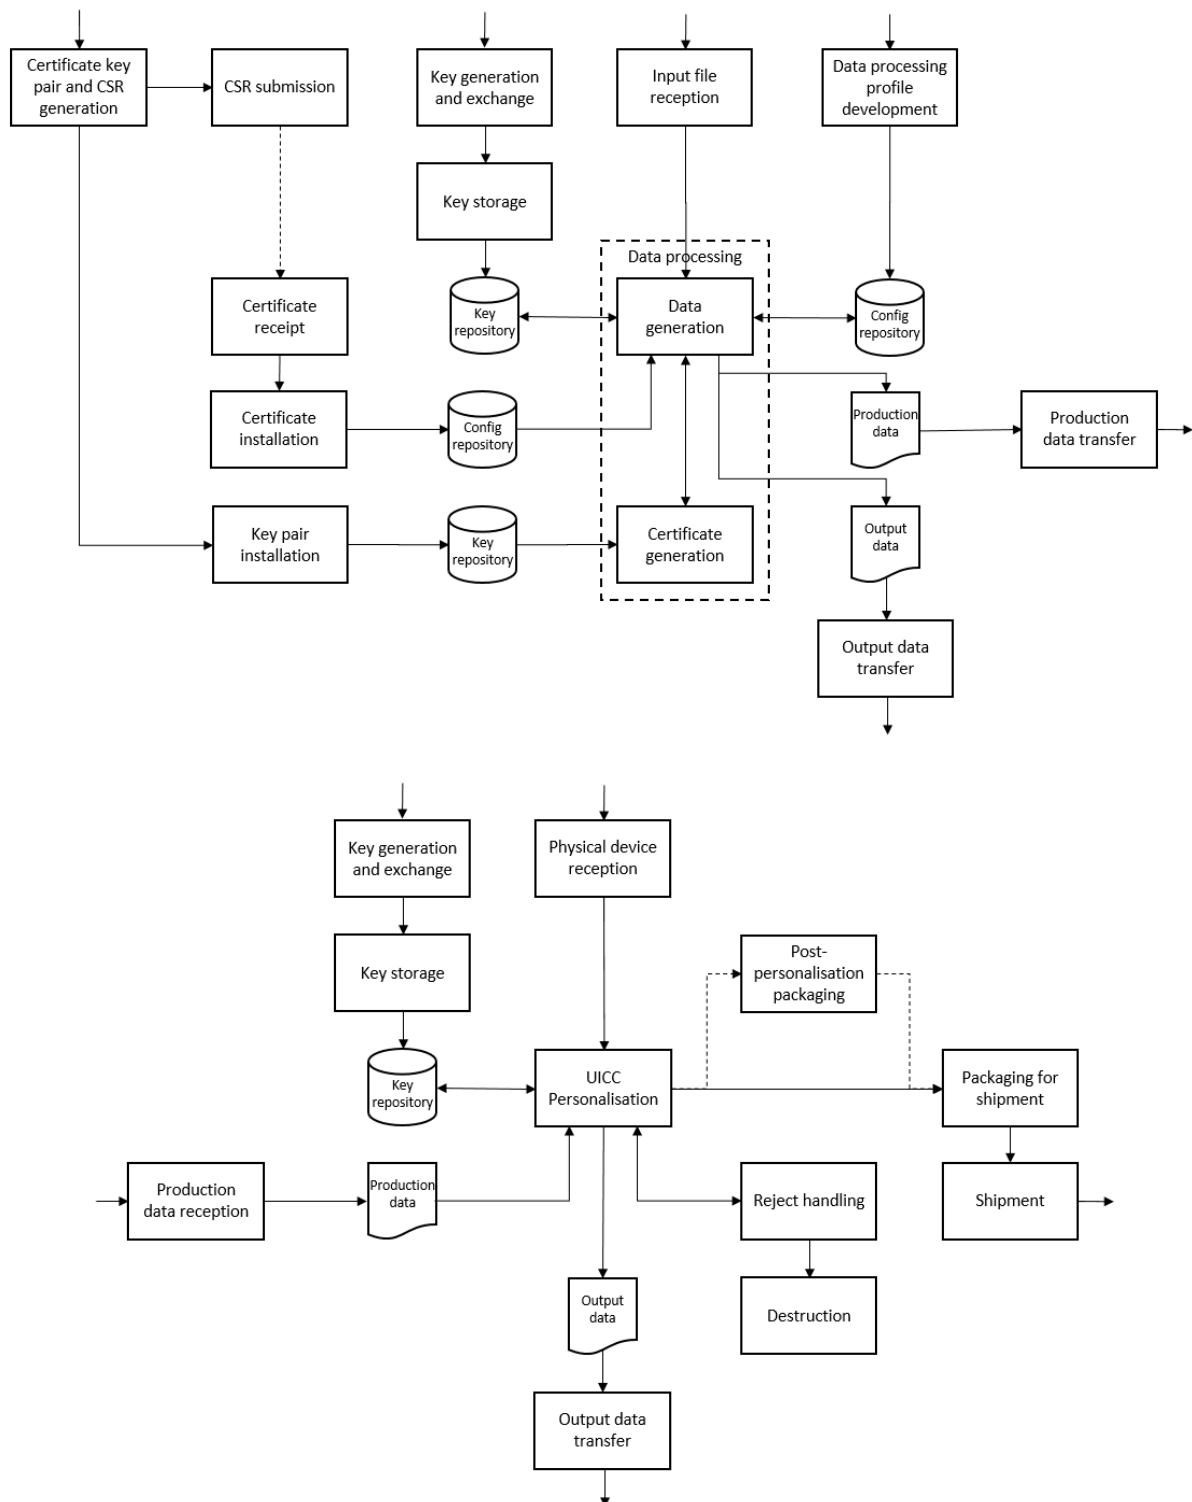 Certificate key
pair and CSR
generation
CSR submission
Key generation
and exchange
Input file
reception
Data processing
profile
development
Key storage
Data processing
Certificate
receipt
Key
repository
Data
generation
Config
repository
Certificate
installation
Config
repository
Production
data
Production
data transfer
Key pair
installation
Key
repository
Certificate
generation
Output
data
Output data
transfer
Key generation
and exchange
Physical device
reception
Key storage
Post-
personalisation
packaging
Key
repository
UICC
Personalisation
Packaging for
shipment
Production
data reception
Production
data
Reject handling
Shipment
Output
data
Destruction
Output data
transfer